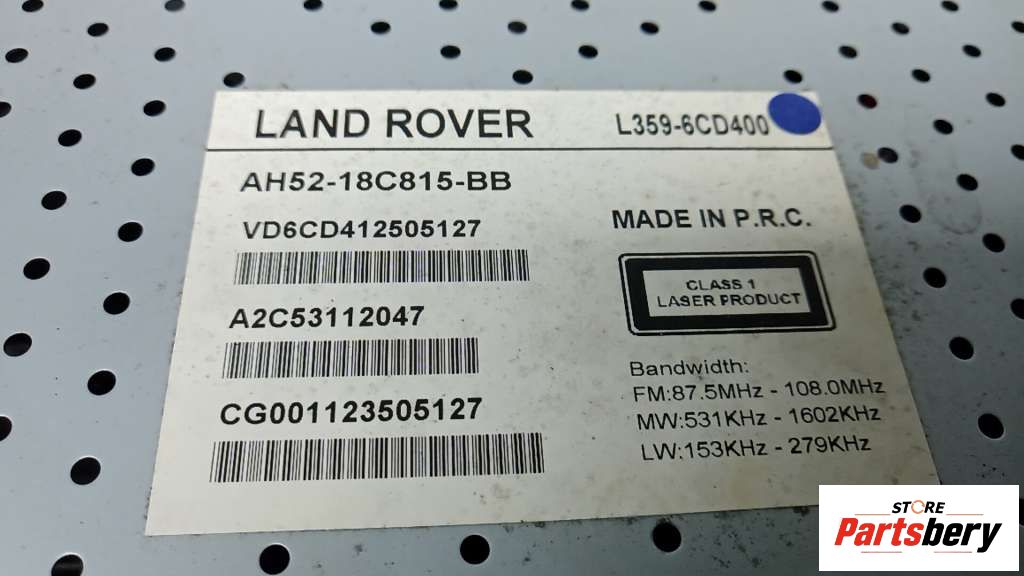 LAND ROVER L359-6CD400
AH52-18C815-BB
VD6CD412505127
MADE IN P.R.C.
CLASS 1
LASER PRODUCT
A2C53112047
CG001123505127
Bandwidth:
FM:87.5MHz - 108.0MHz
MW:531KHz - 1602KHz
LW:153KHz - 279KHz
STORE
Partsbery